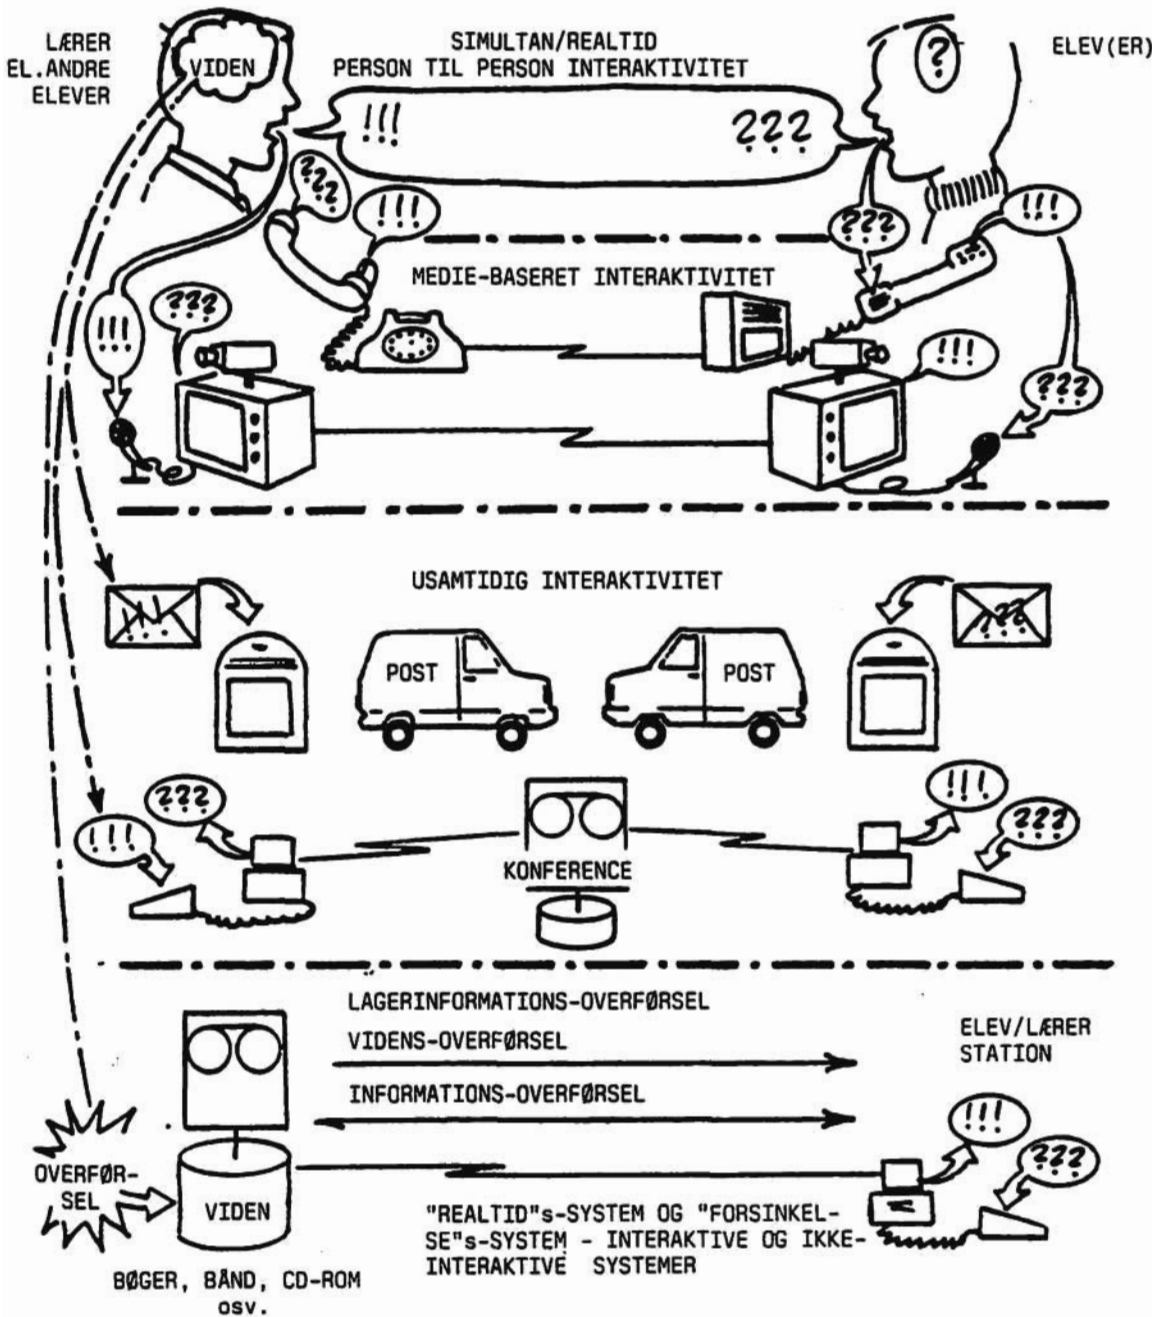 LÆRER
EL.ANDRE
ELEVER
VIDEN
SIMULTAN/REALTID
PERSON TIL PERSON INTERAKTIVITET
ELEV(ER)
?
!!!
???
???
!!!
???
!!!
MEDIE-BASERET INTERAKTIVITET
!!!
???
!!!
???
USAMTIDIG INTERAKTIVITET
!!!
???
POST
POST
???
!!!
!!!
???
KONFERENCE
LAGERINFORMATIONS-OVERFØRSEL
VIDENS-OVERFØRSEL
INFORMATIONS-OVERFØRSEL
ELEV/LÆRER
STATION
!!!
???
OVERFØR-
SEL
VIDEN
"REALTID"s-SYSTEM OG "FORSINKEL-
SE"s-SYSTEM - INTERAKTIVE OG IKKE-
INTERAKTIVE SYSTEMER
BØGER, BÅND, CD-ROM
osv.